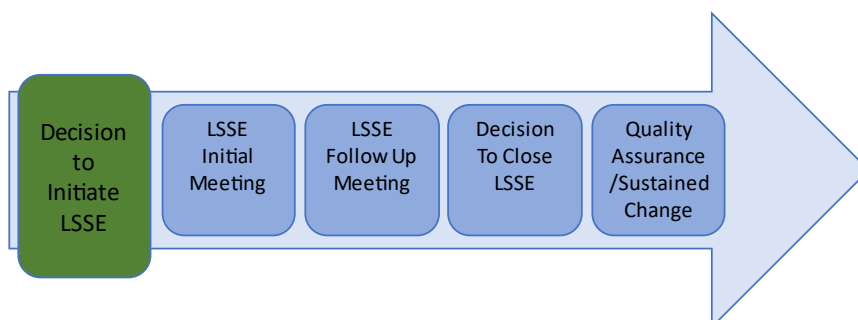 Decision
to
Initiate
LSSE
LSSE
Initial
Meeting
LSSE
Follow Up
Meeting
Decision
To Close
LSSE
Quality
Assurance
/Sustained
Change